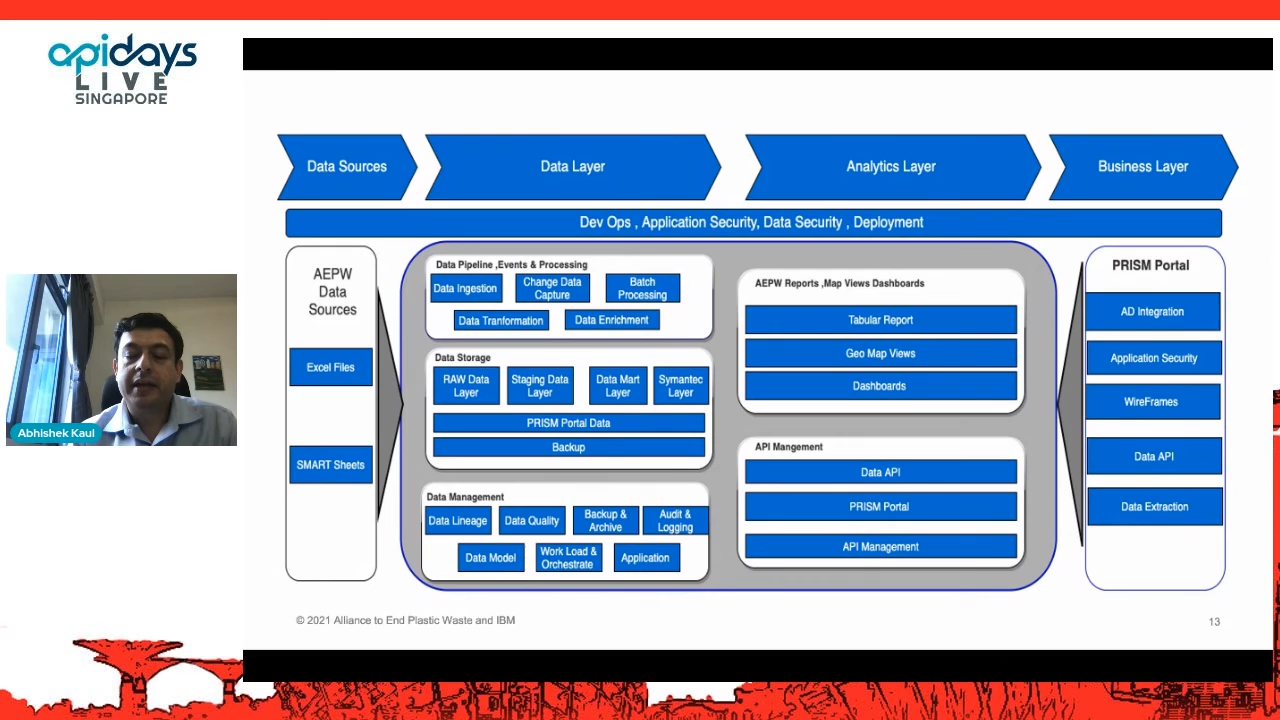 apidays
LIVE
SINGAPORE
Data Sources
Data Layer
Analytics Layer
Business Layer
Dev Ops , Application Security, Data Security , Deployment
AEPW
Data
Sources
Excel Files
SMART Sheets
Data Pipeline ,Events & Processing
Data Ingestion
Change Data
Capture
Batch
Processing
Data Tranformation
Data Enrichment
Data Storage
RAW Data
Layer
Staging Data
Layer
Data Mart
Layer
Symantec
Layer
PRISM Portal Data
Backup
Data Management
Data Lineage
Data Quality
Backup &
Archive
Audit &
Logging
Data Model
Work Load &
Orchestrate
Application
AEPW Reports ,Map Views Dashboards
Tabular Report
Geo Map Views
Dashboards
API Mangement
Data API
PRISM Portal
API Management
PRISM Portal
AD Integration
Application Security
WireFrames
Data API
Data Extraction
Abhishek Kaul
© 2021 Alliance to End Plastic Waste and IBM
13